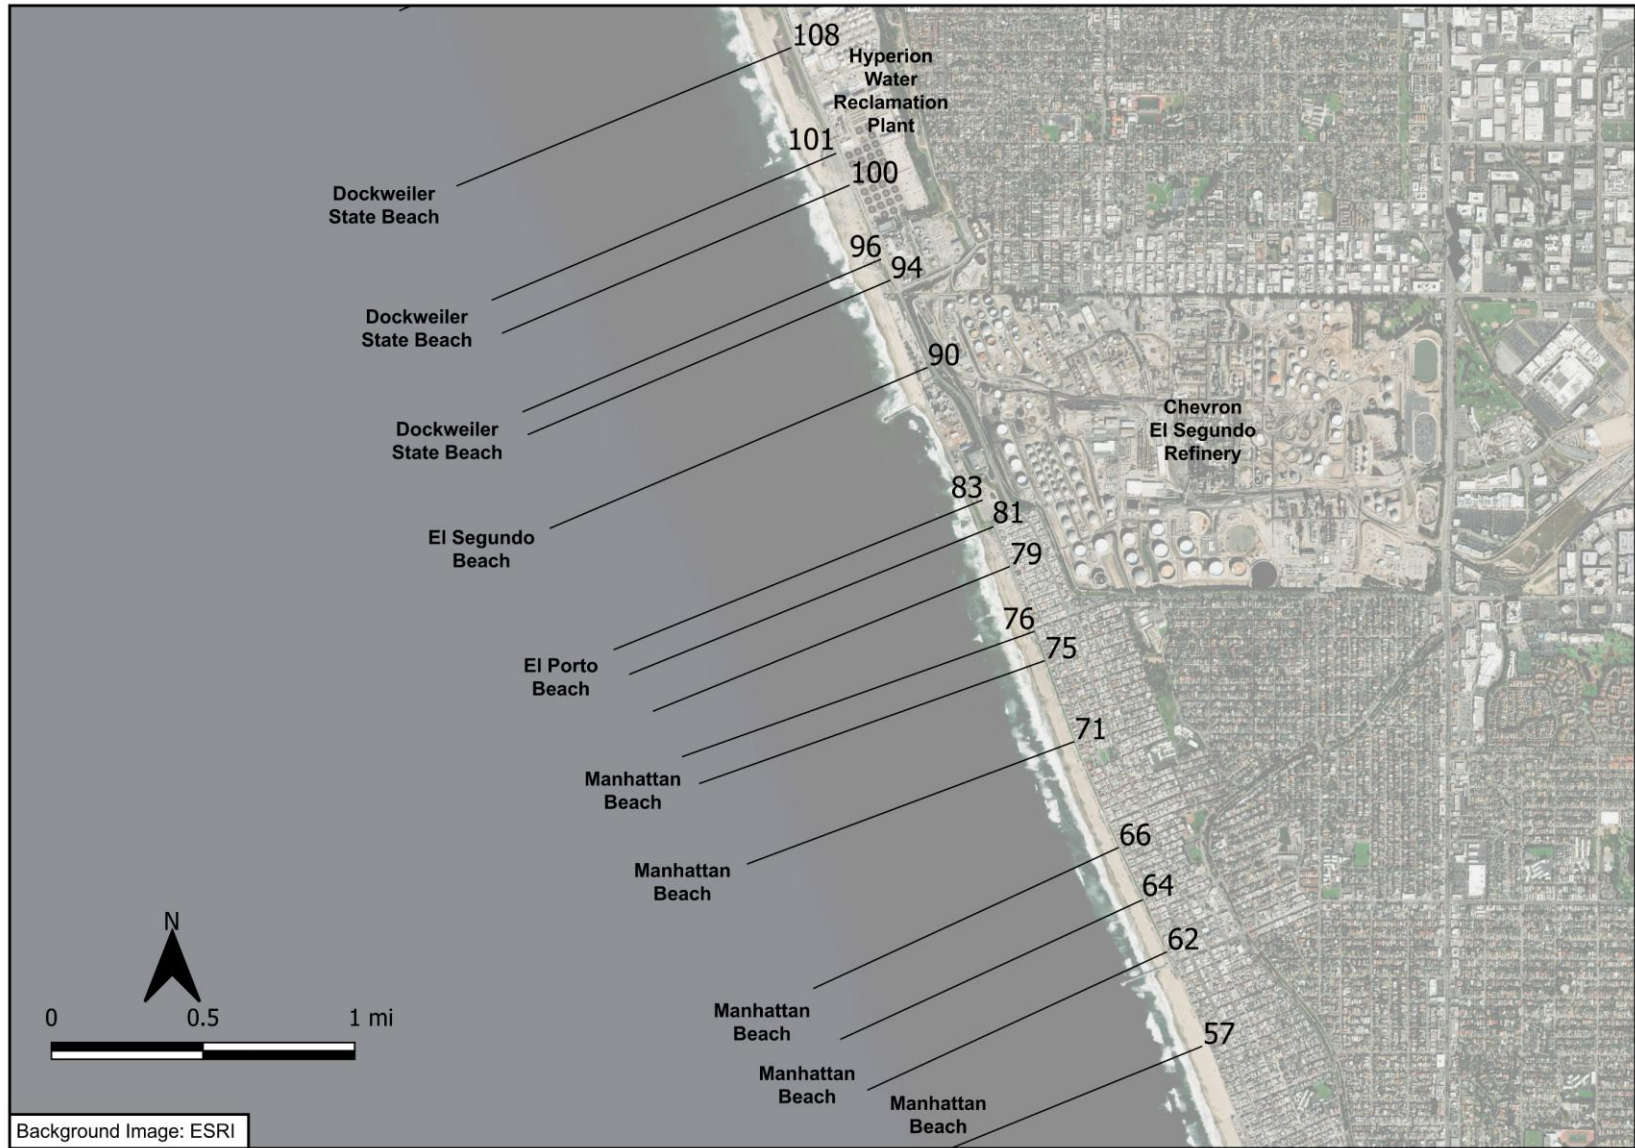 108
Hyperion
Water
Reclamation
Plant
101
100
Dockweiler
State Beach
96
94
Dockweiler
State Beach
90
Chevron
El Segundo
Refinery
Dockweiler
State Beach
83
81
El Segundo
Beach
79
76
75
El Porto
Beach
71
Manhattan
Beach
66
Manhattan
Beach
64
62
N
Manhattan
Beach
0 0.5 1 mi
57
Manhattan
Beach
Manhattan
Beach
Background Image: ESRI